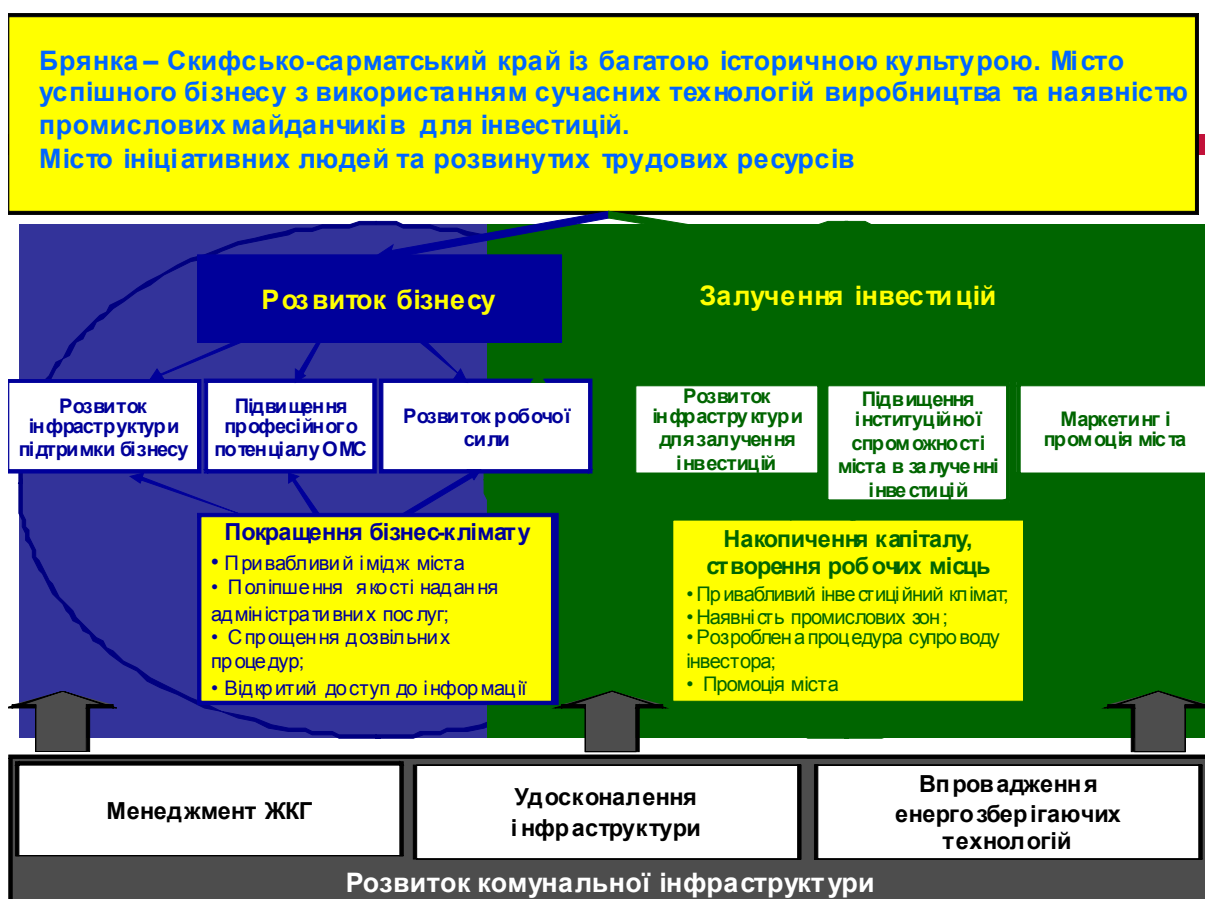 Брянка – Скифсько-сарматський край із багатою історичною культурою. Місто
успішного бізнесу з використанням сучасних технологій виробництва та наявністю
промислових майданчиків для інвестицій.
Місто ініціативних людей та розвинутих трудових ресурсів
Розвиток бізнесу
Залучення інвестицій
Розвиток
інфраструктури
підтримки бізнесу
Підвищення
професійного
потенціалу ОМС
Розвиток робочої
сили
Розвиток
інфраструктури
для залучення
інвестицій
Підвищення
інституційної
спроможності
міста в залученні
інвестицій
Маркетинг і
промоція міста
Покращення бізнес-клімату
• Привабливий імідж міста
• Поліпшення якості надання
адміністративних послуг;
• Спрощення дозвільних
процедур;
• Відкритий доступ до інформації
Накопичення капіталу,
створення робочих місць
• Привабливий інвестиційний клімат;
• Наявність промислових зон;
• Розроблена процедура супроводу
інвестора;
• Промоція міста
Менеджмент ЖКГ
Удосконалення
інфраструктури
Впровадження
енергозберігаючих
технологій
Розвиток комунальної інфраструктури